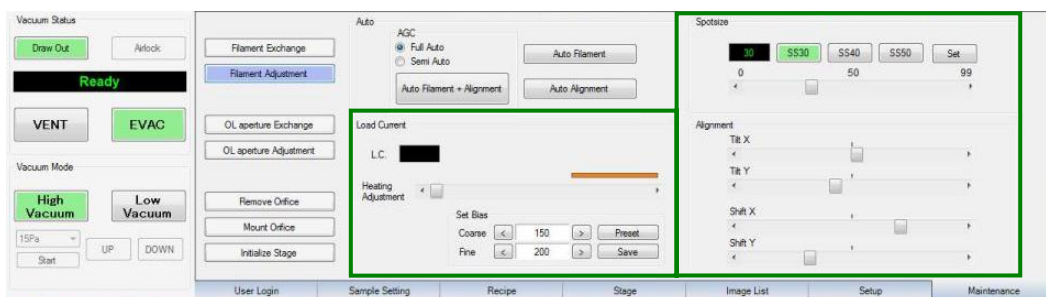 Vacuum Status
Draw Out
Airlock
Ready
VENT
EVAC
Vacuum Mode
High Vacuum
Low Vacuum
15Pa
UP
DOWN
Start
Filament Exchange
Filament Adjustment
OL aperture Exchange
OL aperture Adjustment
Remove Orifice
Mount Orifice
Initialize Stage
Auto
AGC
Full Auto
Semi Auto
Auto Filament
Auto Filament + Alignment
Auto Alignment
Load Current
L.C.
Heating Adjustment
Set Bias
Coarse < 150 > Preset
Fine < 200 > Save
Spotsize
30 SS30 SS40 SS50 Set
0 50 99
Alignment
Tilt X
Tilt Y
Shift X
Shift Y
User Login Sample Setting Recipe Stage Image List Setup Maintenance